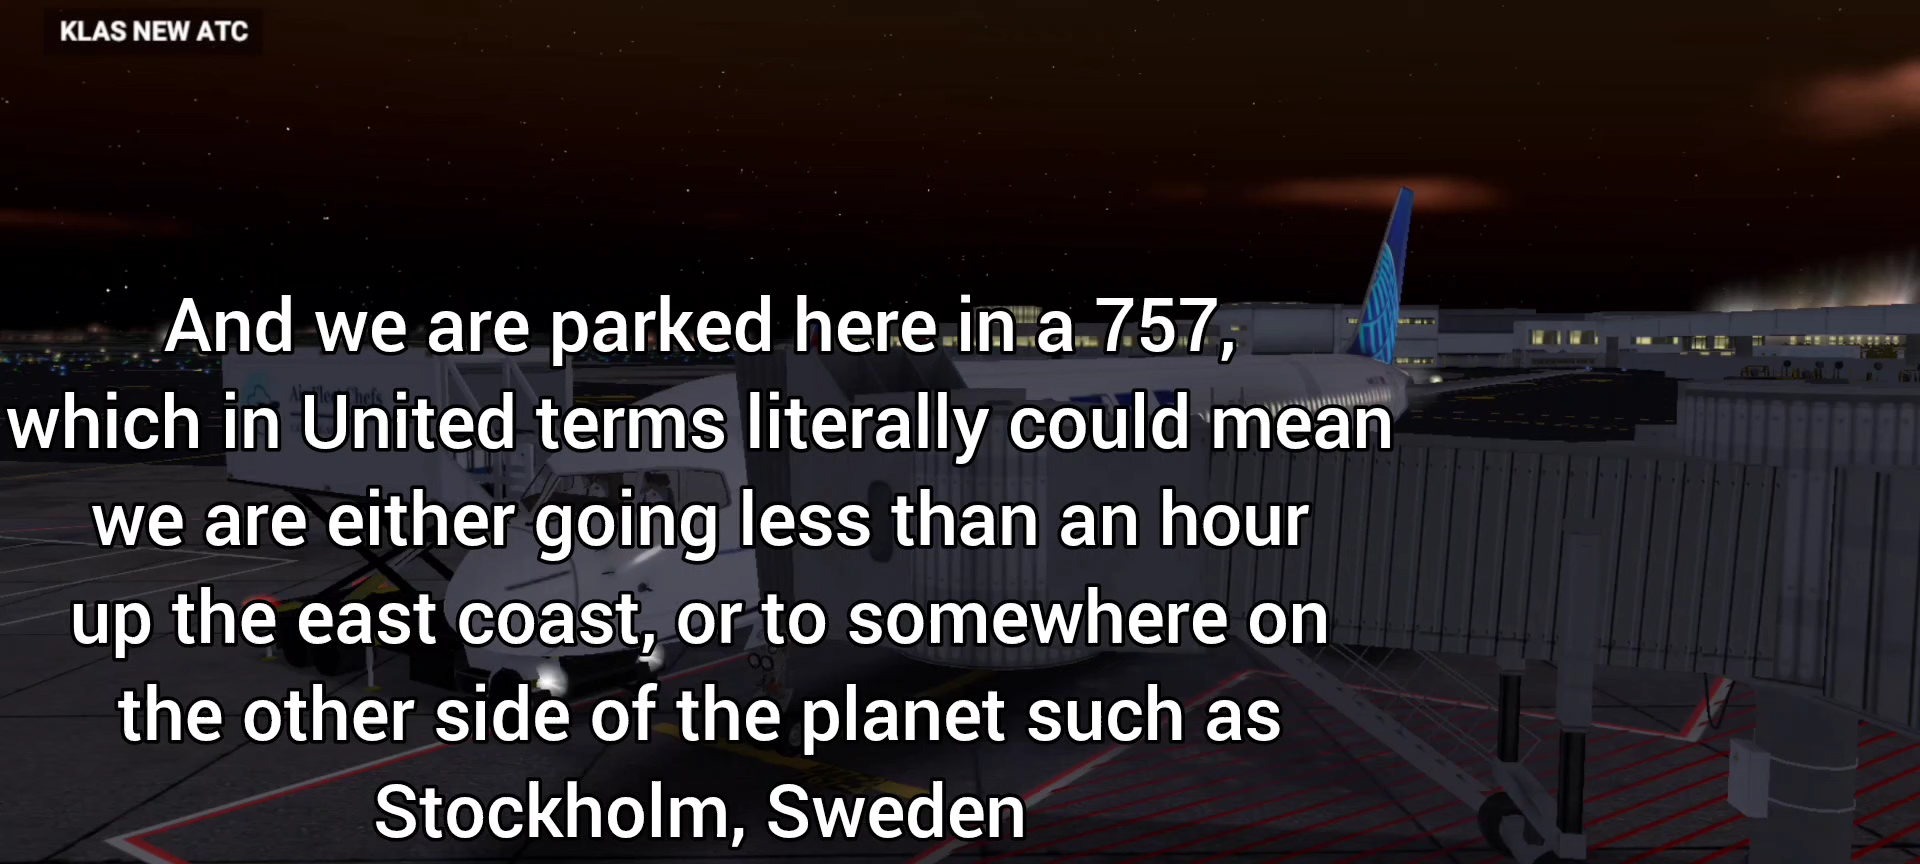 KLAS NEW ATC
And we are parked here in a 757,
which in United terms literally could mean
we are either going less than an hour
up the east coast, or to somewhere on
the other side of the planet such as
Stockholm, Sweden